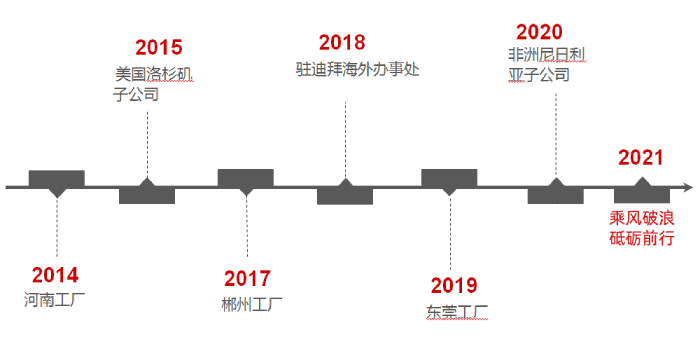 2014
河南工厂
2015
美国洛杉矶
子公司
2017
郴州工厂
2018
驻迪拜海外办事处
2019
东莞工厂
2020
非洲尼日利
亚子公司
2021
乘风破浪
砥砺前行